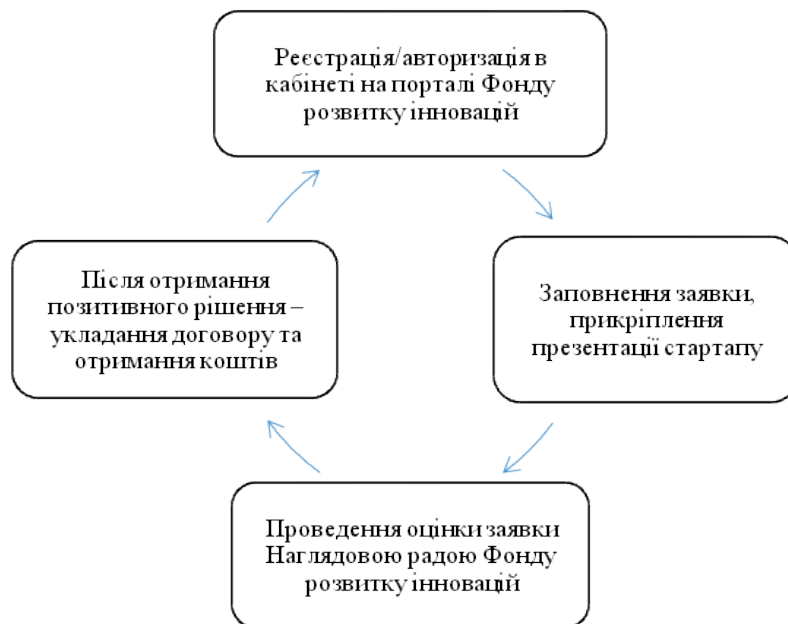 Реєстрація/авторизація в
кабінеті на порталі Фонду
розвитку інновацій
Заповнення заявки,
прикріплення
презентації стартапу
Проведення оцінки заявки
Наглядовою радою Фонду
розвитку інновацій
Після отримання
позитивного рішення –
укладання договору та
отримання коштів